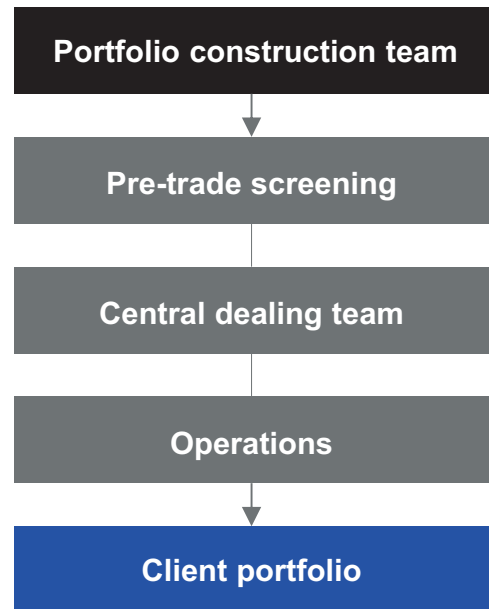 Portfolio construction team
Pre-trade screening
Central dealing team
Operations
Client portfolio